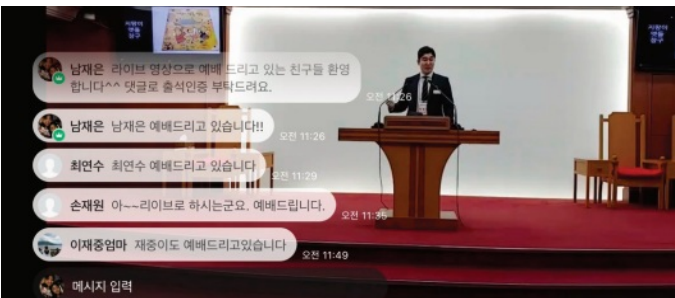 남재은 라이브 영상으로 예배 드리고 있는 친구들 환영
합니다^^ 댓글로 출석인증 부탁드려요.
오전 11:26
남재은 남재은 예배드리고 있습니다!!
오전 11:26
최연수 최연수 예배드리고 있습니다
오전 11:29
손재원 아~~리이브로 하시는군요. 예배드립니다.
오전 11:35
이재중엄마 재중이도 예배드리고있습니다
오전 11:49
메시지 입력